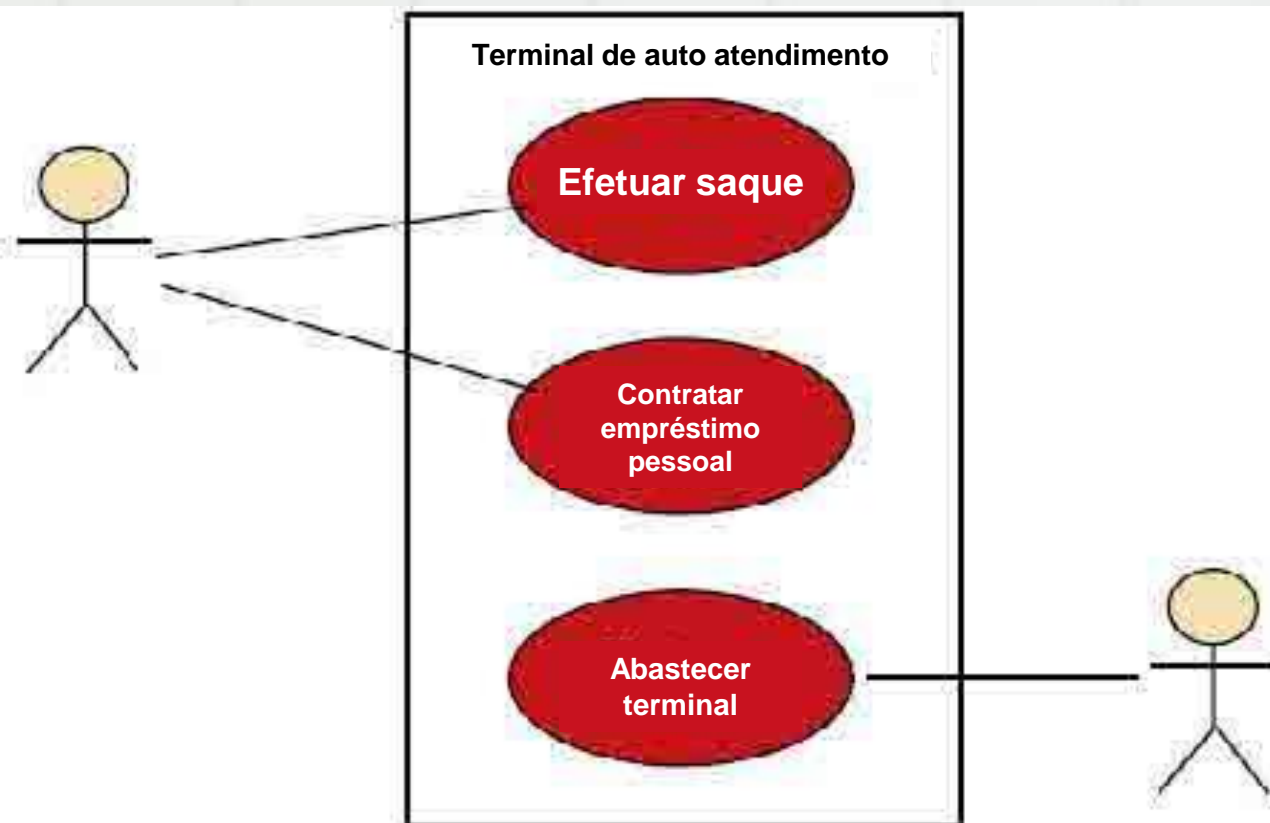 Terminal de auto atendimento
Efetuar saque
Contratar
empréstimo
pessoal
Abastecer
terminal